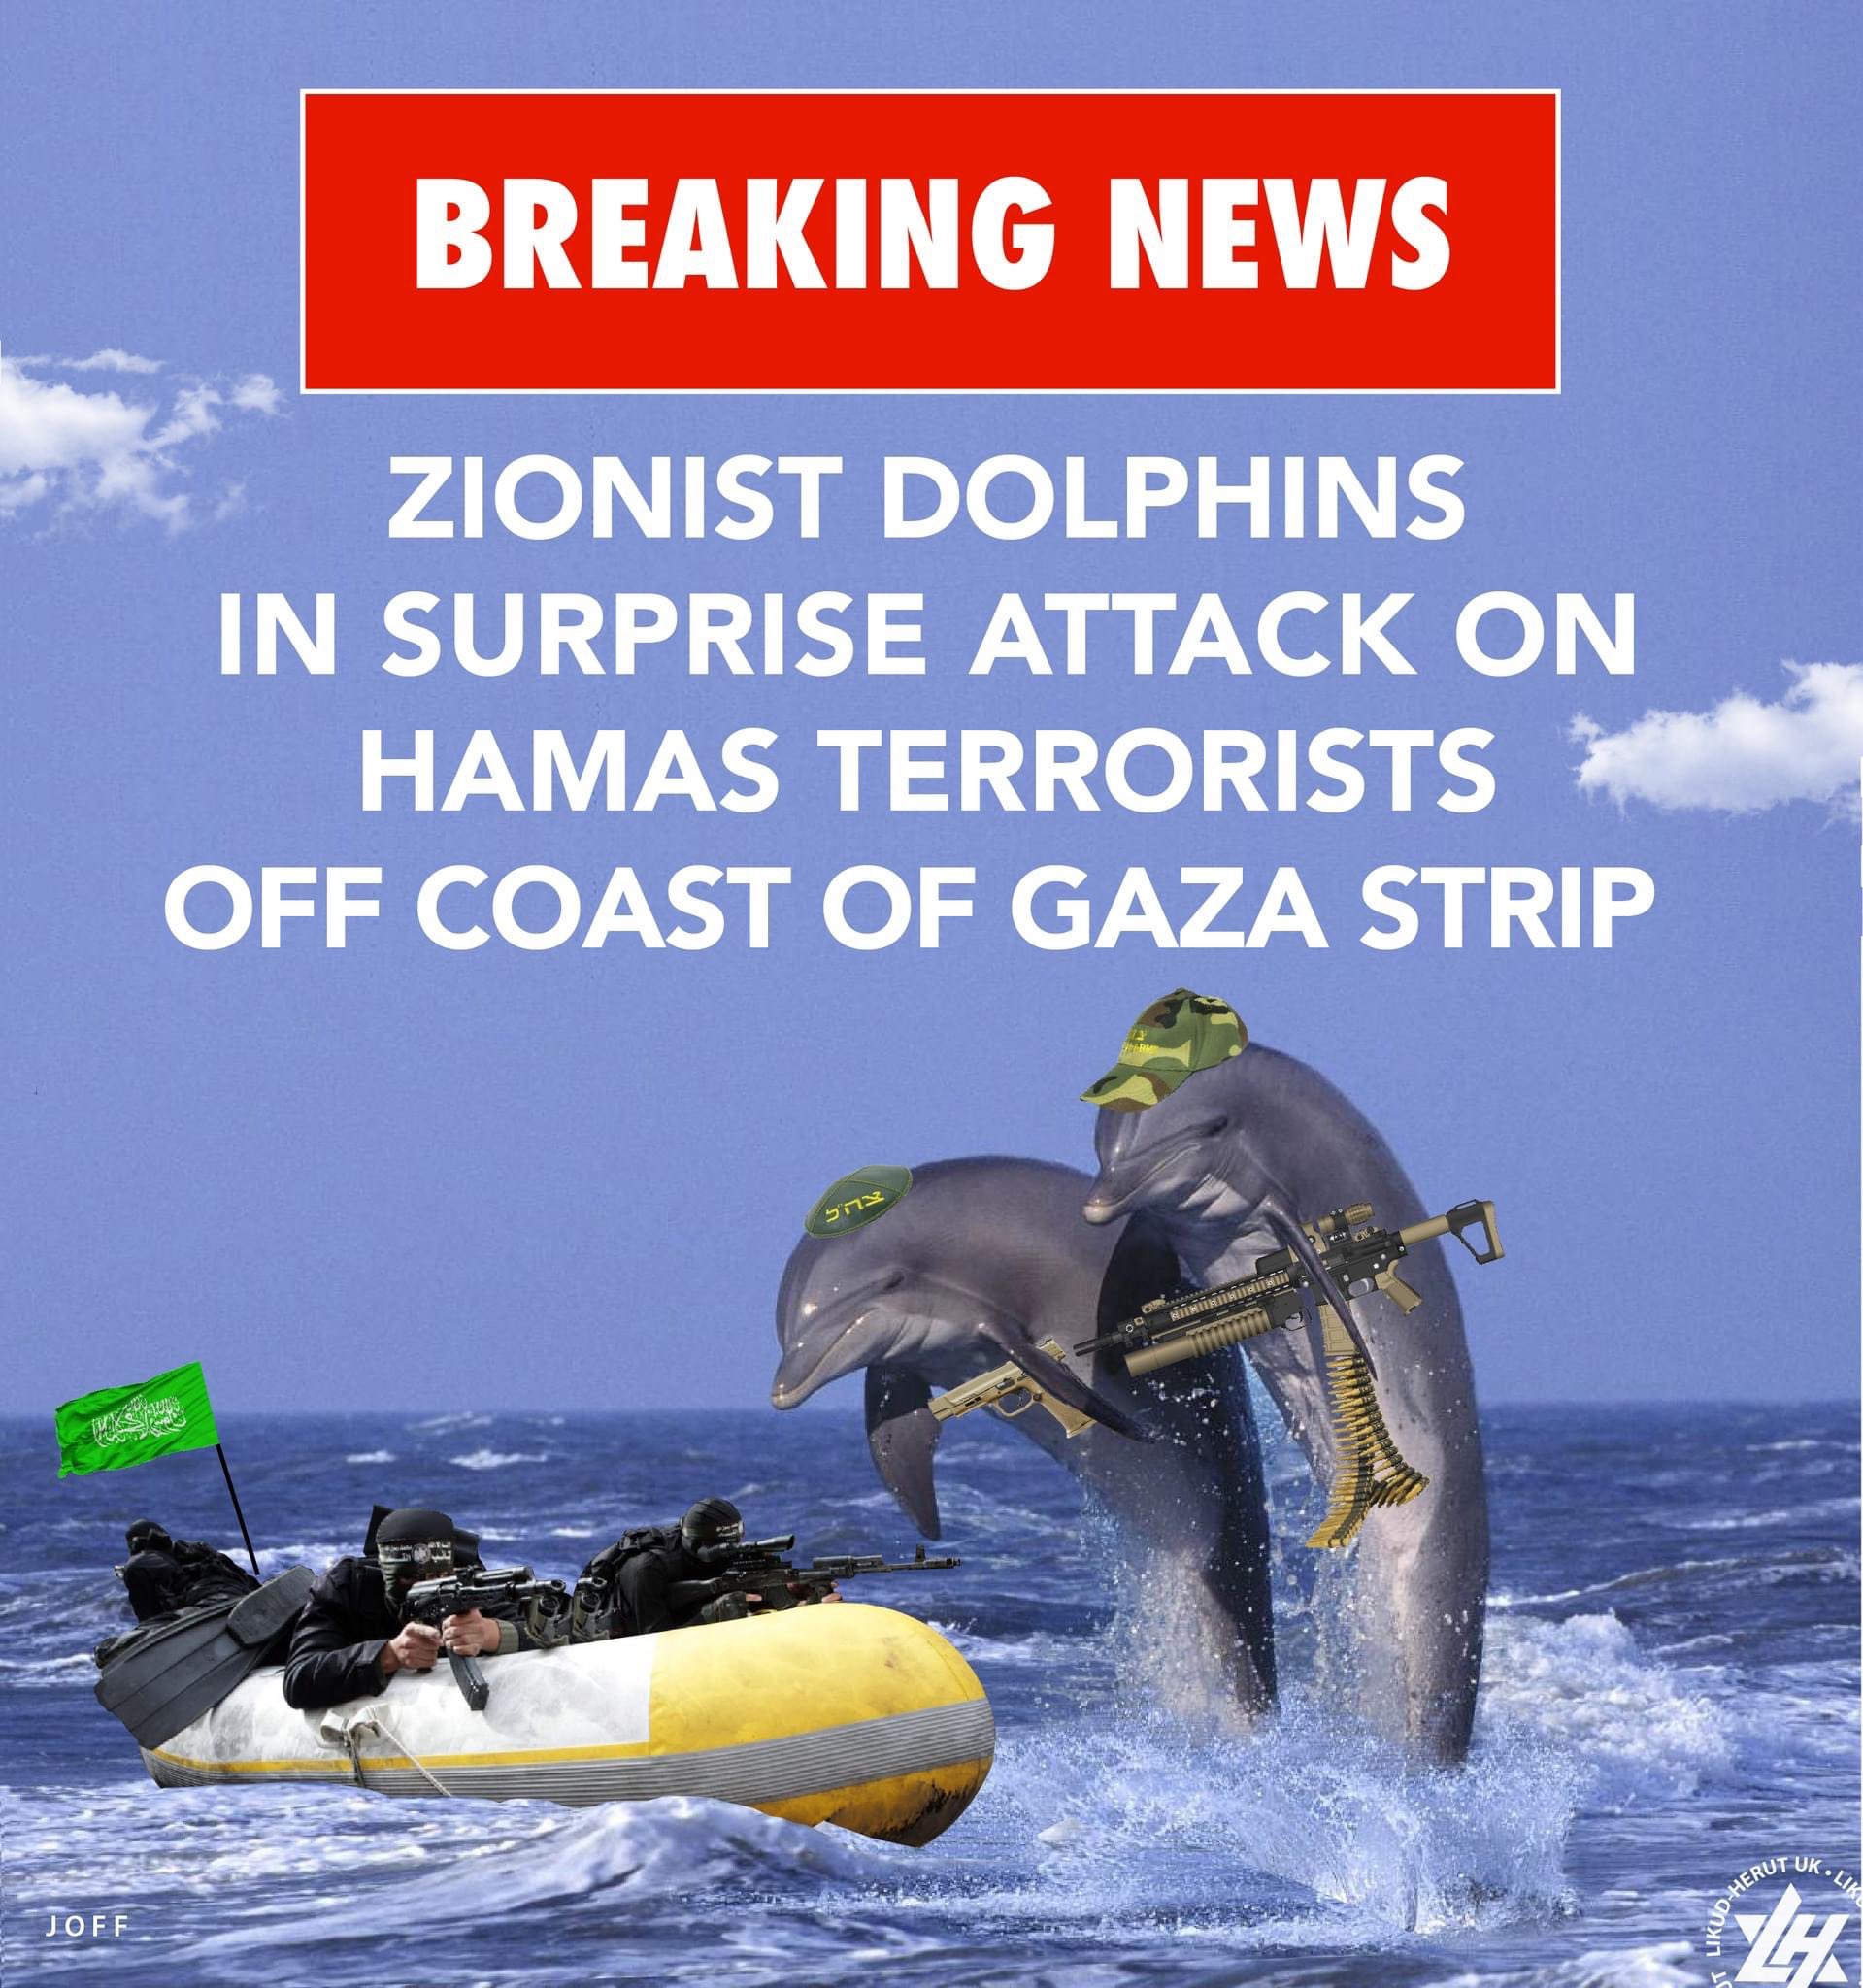 BREAKING NEWS
ZIONIST DOLPHINS
IN SURPRISE ATTACK ON
HAMAS TERRORISTS
OFF COAST OF GAZA STRIP
צה״ל
JOFF
LIKUD-HERUT UK •
LH